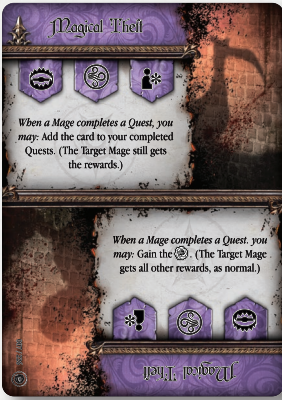 Magical Theft
When a Mage completes a Quest, you
may: Add the card to your completed
Quests. (The Target Mage still gets
the rewards.)
When a Mage completes a Quest. you
may: Gain the . (The Target Mage
gets all other rewards, as normal.)
Magical Theft